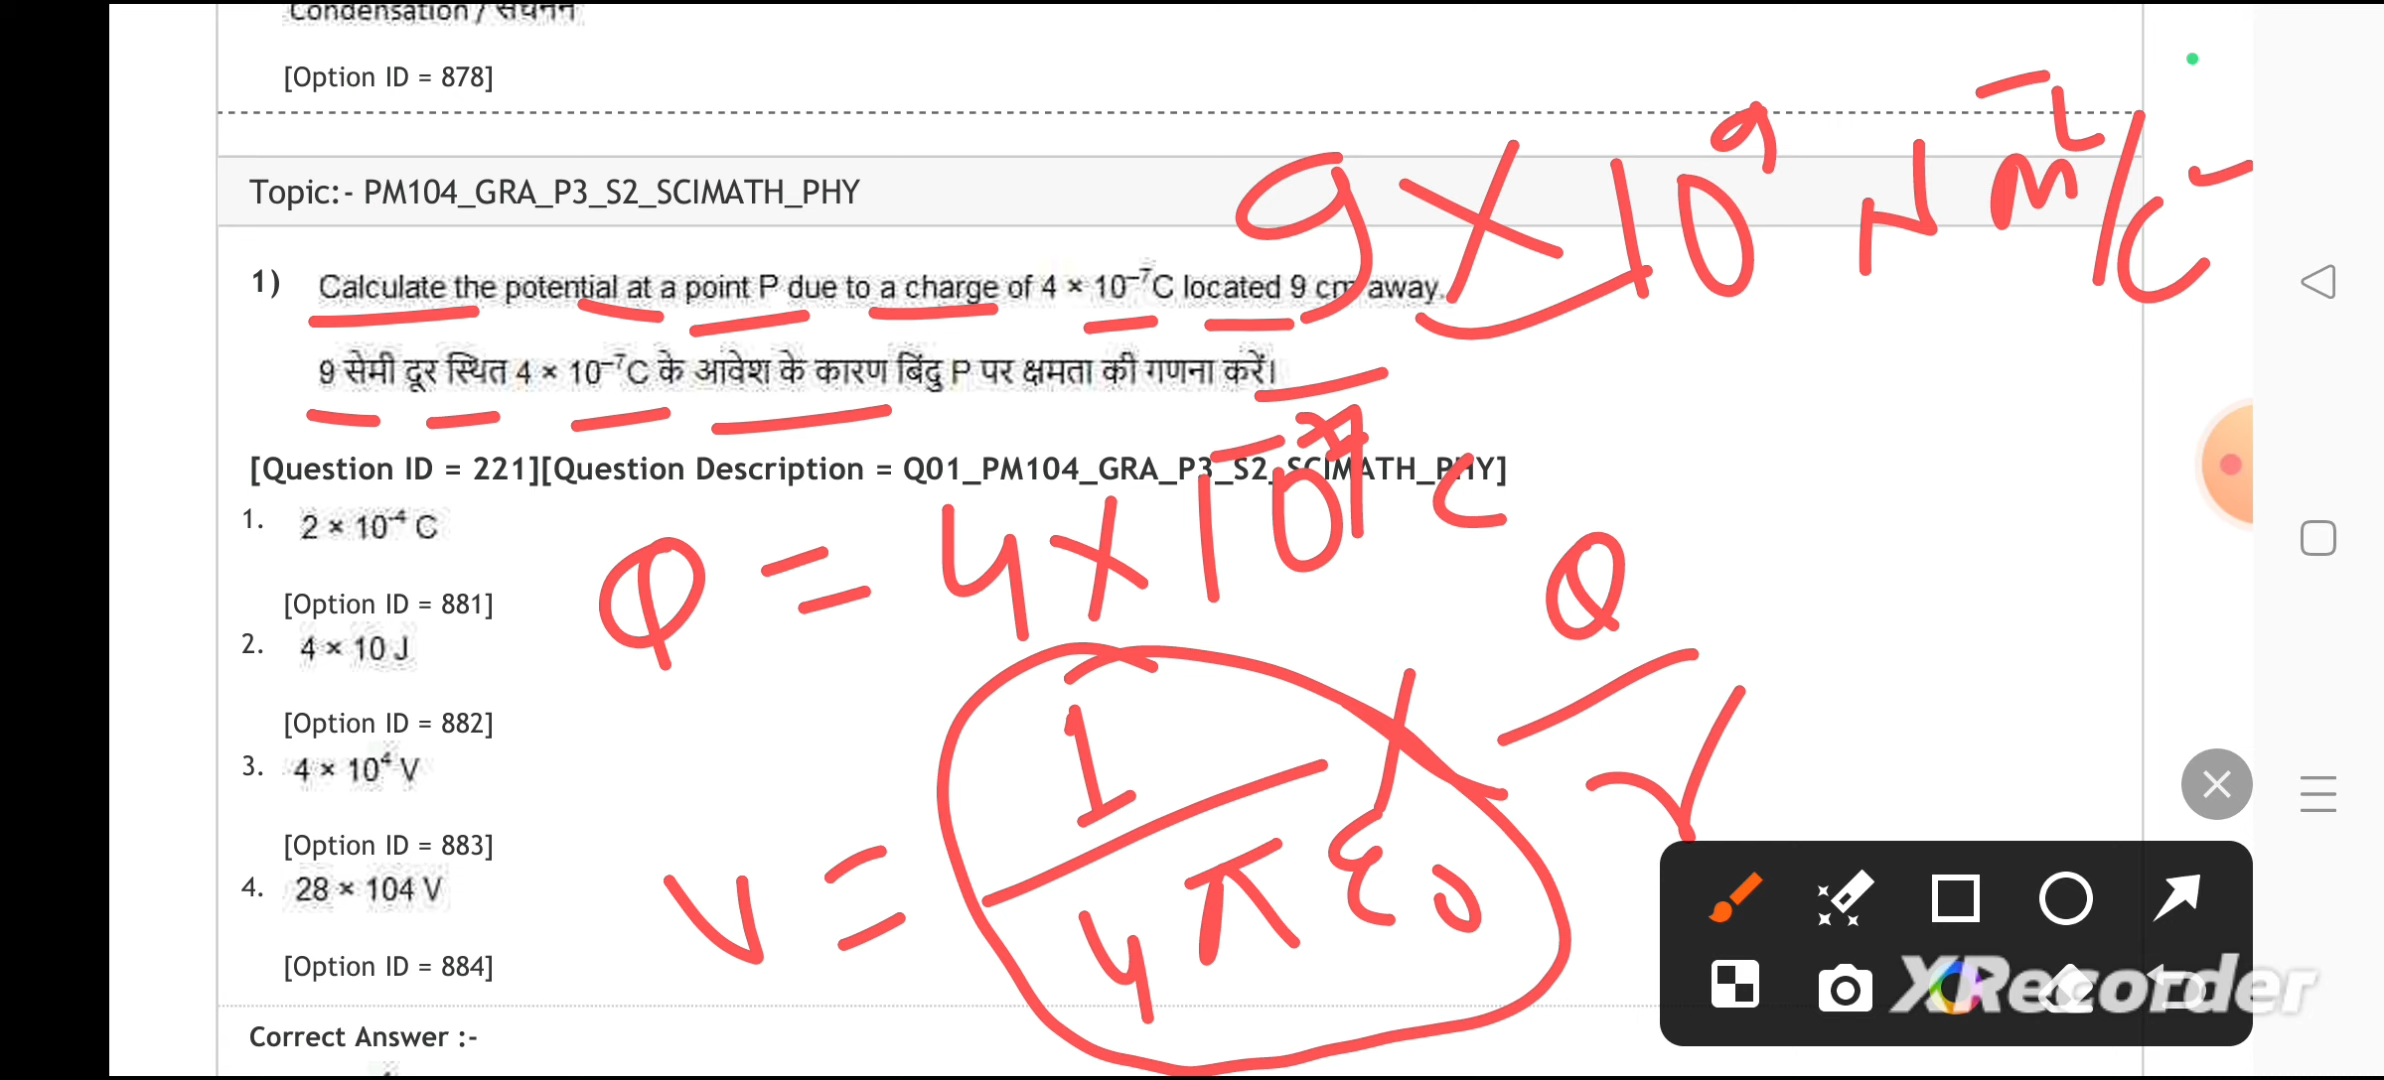 Condensation / संघनन
[Option ID = 878]
Topic:- PM104_GRA_P3_S2_SCIMATH_PHY
9 × 10⁹ N m²/C²
1) Calculate the potential at a point P due to a charge of 4 × 10⁻⁷C located 9 cm away.
9 सेमी दूर स्थित 4 × 10⁻⁷C के आवेश के कारण बिंदु P पर क्षमता की गणना करें।
[Question ID = 221][Question Description = Q01_PM104_GRA_P3_S2_SCIMATH_PHY]
1. 2 × 10⁻⁴ C
Q = 4 × 10⁻⁷ C
[Option ID = 881]
2. 4 × 10 J
[Option ID = 882]
3. 4 × 10⁴ V
[Option ID = 883]
4. 28 × 104 V
V = 1/4πε₀ × Q/r
[Option ID = 884]
XRecorder
Correct Answer :-